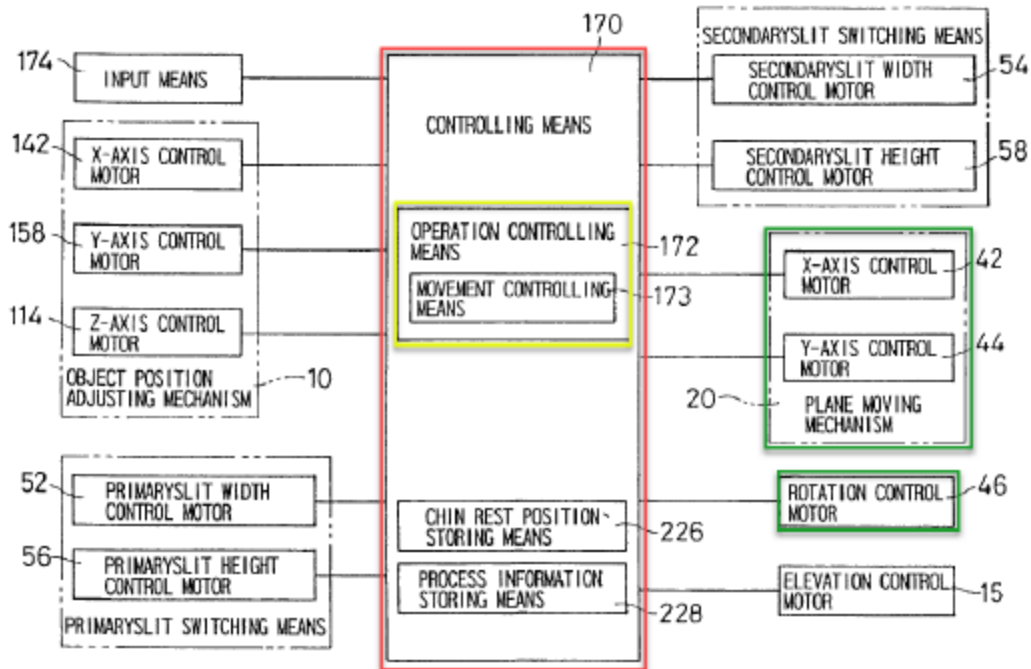 170
174
INPUT MEANS
142
X-AXIS CONTROL
MOTOR
158
Y-AXIS CONTROL
MOTOR
114
Z-AXIS CONTROL
MOTOR
OBJECT POSITION
ADJUSTING MECHANISM
10
52
PRIMARYSLIT WIDTH
CONTROL MOTOR
56
PRIMARYSLIT HEIGHT
CONTROL MOTOR
PRIMARYSLIT SWITCHING MEANS
CONTROLLING MEANS
OPERATION CONTROLLING
MEANS
172
MOVEMENT CONTROLLING
MEANS
173
CHIN REST POSITION
STORING MEANS
226
PROCESS INFORMATION
STORING MEANS
228
SECONDARYSLIT SWITCHING MEANS
SECONDARYSLIT WIDTH
CONTROL MOTOR
54
SECONDARYSLIT HEIGHT
CONTROL MOTOR
58
X-AXIS CONTROL
MOTOR
42
Y-AXIS CONTROL
MOTOR
44
20
PLANE MOVING
MECHANISM
ROTATION CONTROL
MOTOR
46
ELEVATION CONTROL
MOTOR
15